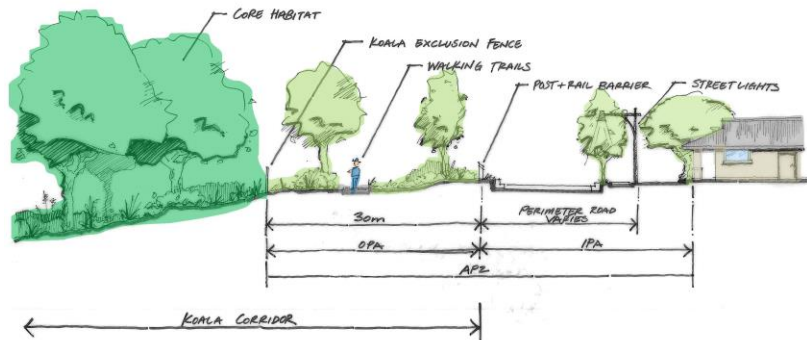 CORE HABITAT
KOALA EXCLUSION FENCE
WALKING TRAILS
POST+RAIL BARRIER
STREET LIGHTS
30m
PERIMETER ROAD
VARIES
OPA
IPA
APZ
KOALA CORRIDOR